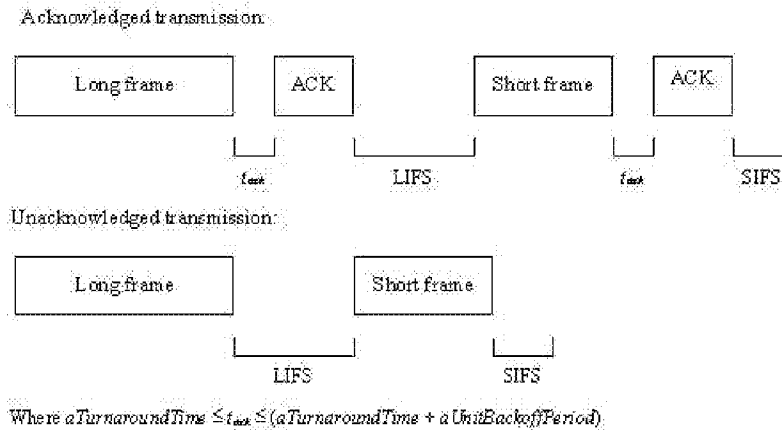 Acknowledged transmission:
Long frame ACK Short frame ACK
t_ack LIFS t_ack SIFS
Unacknowledged transmission:
Long frame Short frame
LIFS SIFS
Where aTurnaroundTime ≤ t_ack ≤ (aTurnaroundTime + aUnitBackoffPeriod)